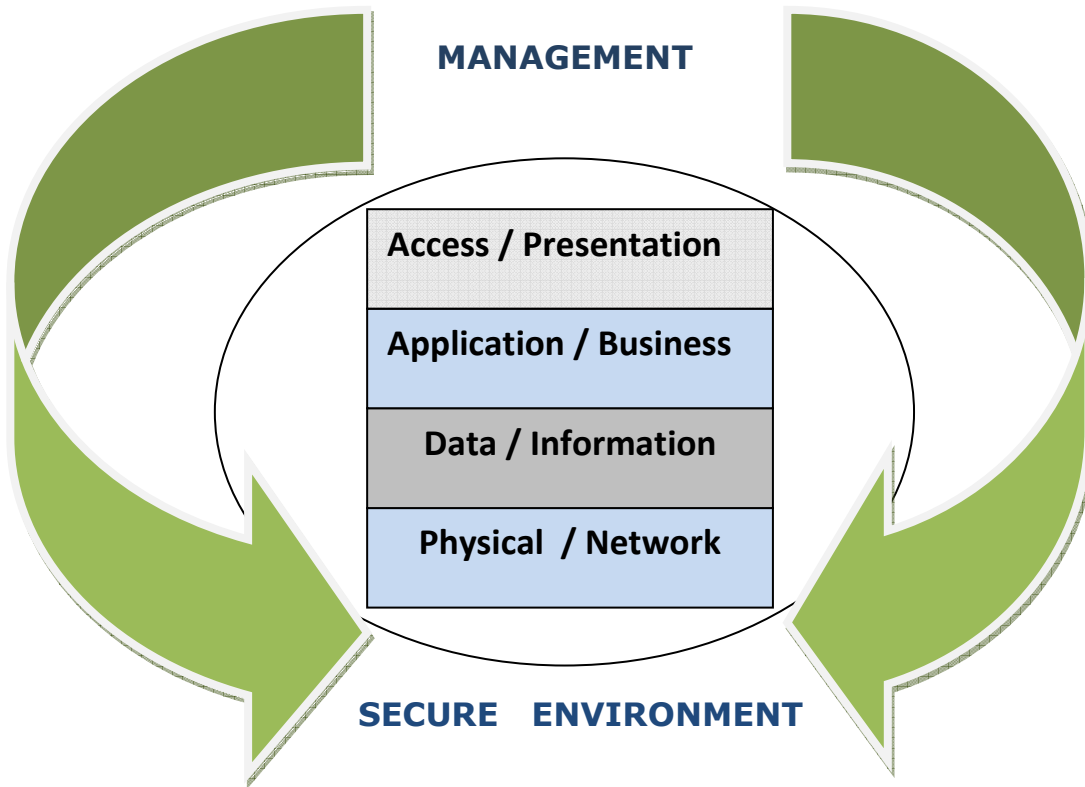 MANAGEMENT
Access / Presentation
Application / Business
Data / Information
Physical / Network
SECURE ENVIRONMENT